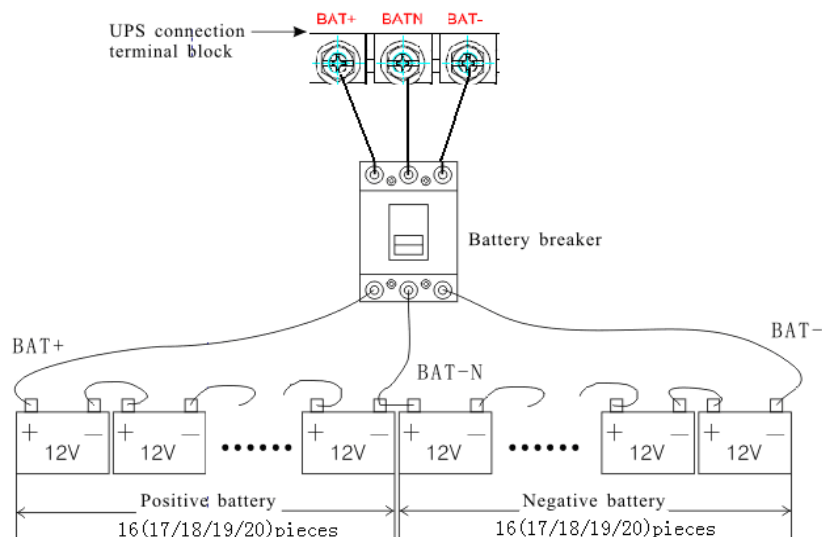 BAT+ BATN BAT-
UPS connection
terminal block
Battery breaker
BAT+
BAT-
BAT-N
+ − + − + − + − + − + −
12V 12V 12V 12V 12V 12V
Positive battery
Negative battery
16(17/18/19/20)pieces
16(17/18/19/20)pieces